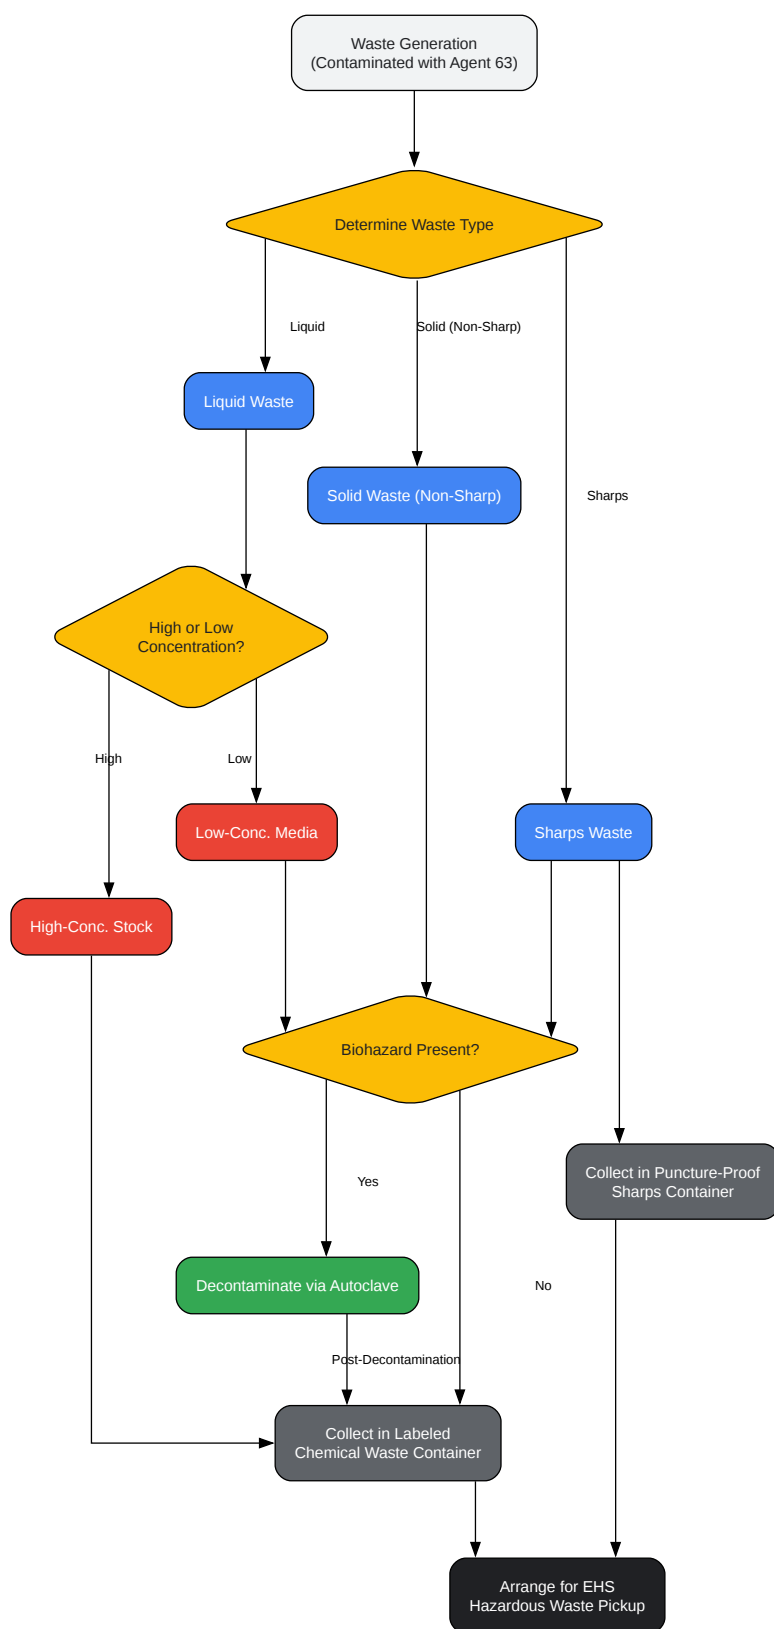 Waste Generation
(Contaminated with Agent 63)
Determine Waste Type
Liquid
Solid (Non-Sharp)
Liquid Waste
Solid Waste (Non-Sharp)
Sharps
High or Low
Concentration?
High
Low
Low-Conc. Media
Sharps Waste
High-Conc. Stock
Biohazard Present?
Yes
Collect in Puncture-Proof
Sharps Container
Decontaminate via Autoclave
No
Post-Decontamination
Collect in Labeled
Chemical Waste Container
Arrange for EHS
Hazardous Waste Pickup